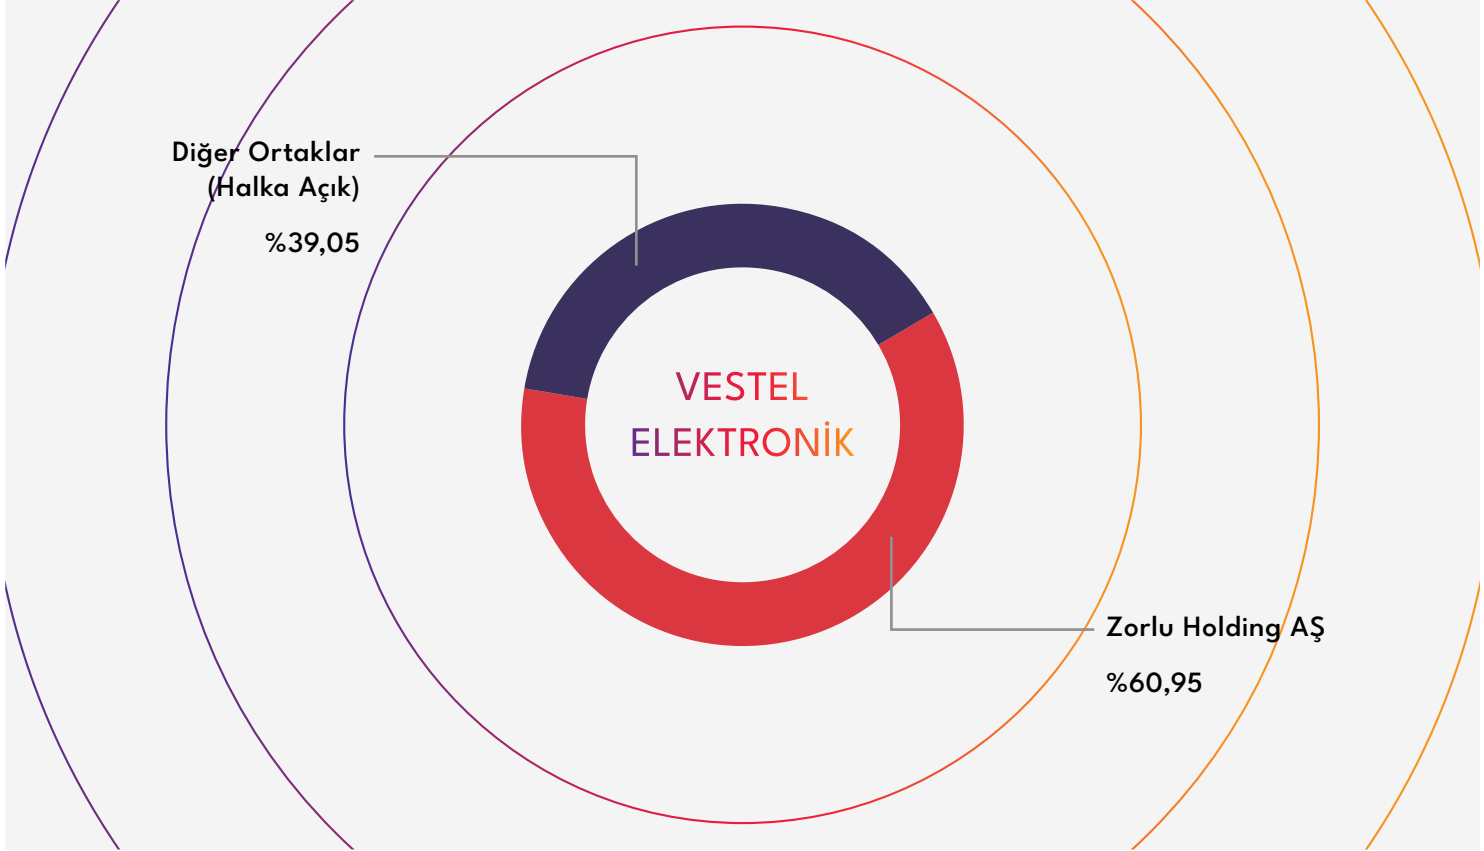 Diğer Ortaklar
(Halka Açık)
%39,05
VESTEL
ELEKTRONİK
Zorlu Holding AŞ
%60,95